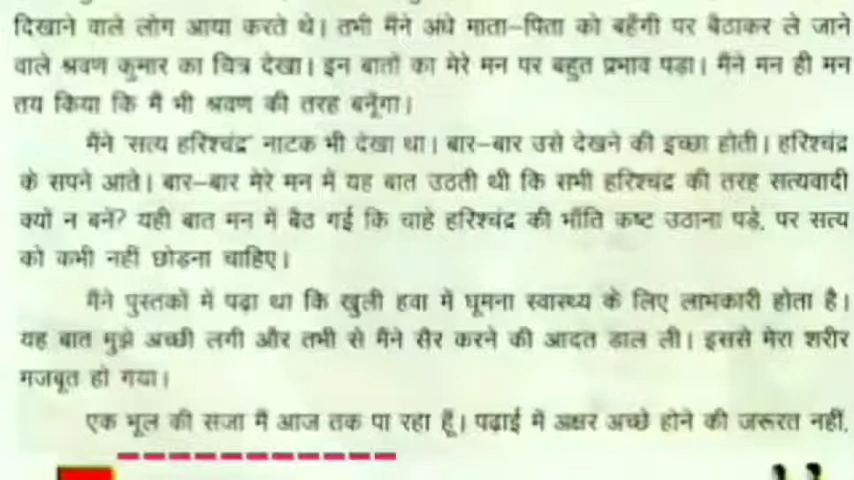 दिखाने वाले लोग आया करते थे। तभी मैंने अंधे माता-पिता को बहँगी पर बैठाकर ले जाने
वाले श्रवण कुमार का चित्र देखा। इन बातों का मेरे मन पर बहुत प्रभाव पड़ा। मैंने मन ही मन
तय किया कि मैं भी श्रवण की तरह बनूँगा।
मैंने 'सत्य हरिश्चंद्र' नाटक भी देखा था। बार-बार उसे देखने की इच्छा होती। हरिश्चंद्र
के सपने आते। बार-बार मेरे मन में यह बात उठती थी कि सभी हरिश्चंद्र की तरह सत्यवादी
क्यों न बनें? यही बात मन में बैठ गई कि चाहे हरिश्चंद्र की भाँति कष्ट उठाना पड़े, पर सत्य
को कभी नहीं छोड़ना चाहिए।
मैंने पुस्तकों में पढ़ा था कि खुली हवा में घूमना स्वास्थ्य के लिए लाभकारी होता है।
यह बात मुझे अच्छी लगी और तभी से मैंने सैर करने की आदत डाल ली। इससे मेरा शरीर
मजबूत हो गया।
एक भूल की सजा मैं आज तक पा रहा हूँ। पढ़ाई में अक्षर अच्छे होने की जरूरत नहीं,